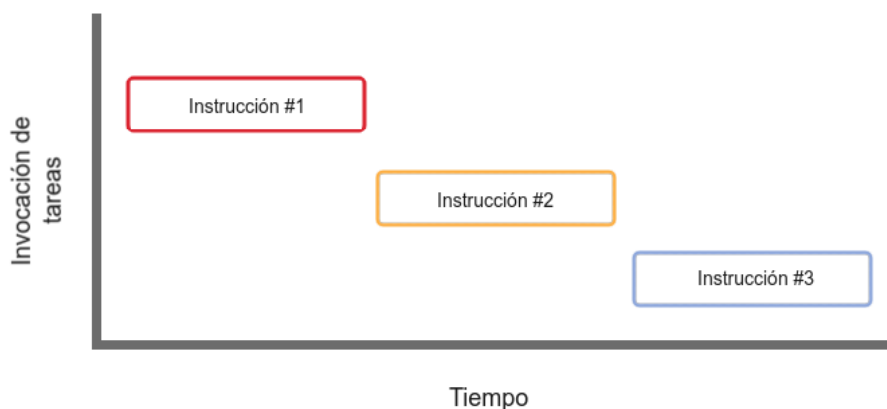 Invocación de
tareas
Instrucción #1
Instrucción #2
Instrucción #3
Tiempo